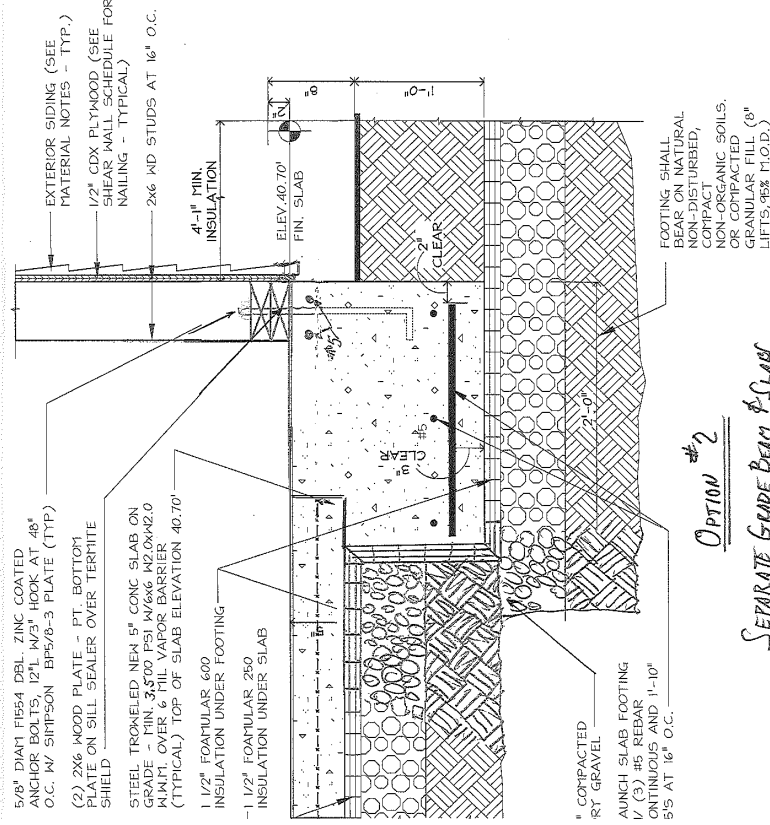 EXTERIOR SIDING (SEE
MATERIAL NOTES - TYP.)
1/2" CDX PLYWOOD (SEE
SHEAR WALL SCHEDULE FOR
NAILING - TYPICAL)
2x6 WD STUDS AT 16" O.C.
4'-1" MIN.
INSULATION
2"
8"
1'-0"
ELEV.40.70'
FIN. SLAB
2"
CLEAR
5/8" DIAM F1554 DBL. ZINC COATED
ANCHOR BOLTS, 12"L W/3" HOOK AT 48"
O.C. W/ SIMPSON BP5/8-3 PLATE (TYP)
(2) 2X6 WOOD PLATE - PT. BOTTOM
PLATE ON SILL SEALER OVER TERMITE
SHIELD
STEEL TROWELED NEW 5" CONC SLAB ON
GRADE - MIN. 3,500 PSI W/6x6 W2.0xW2.0
W.W.M. OVER 6 MIL VAPOR BARRIER
(TYPICAL) TOP OF SLAB ELEVATION 40.70'
1 1/2" FOAMULAR 600
INSULATION UNDER FOOTING
1 1/2" FOAMULAR 250
INSULATION UNDER SLAB
3"
CLEAR
#5
2'-0"
FOOTING SHALL
BEAR ON NATURAL
NON-DISTURBED,
COMPACT
NON-ORGANIC SOILS.
OR COMPACTED
GRANULAR FILL (8"
LIFTS, 95% M.O.D.)
" COMPACTED
DRY GRAVEL
AUNCH SLAB FOOTING
W/ (3) #5 REBAR
CONTINUOUS AND 1'-10"
5'S AT 16" O.C.
OPTION #2
SEPARATE GRADE BEAM & SLAB